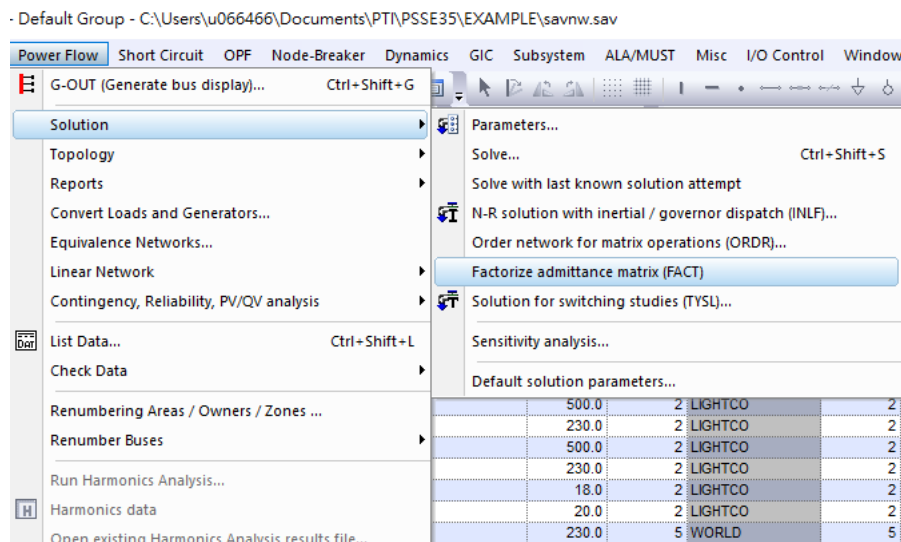 - Default Group - C:\Users\u066466\Documents\PTI\PSSE35\EXAMPLE\savnw.sav
Power Flow Short Circuit OPF Node-Breaker Dynamics GIC Subsystem ALA/MUST Misc I/O Control Window
G-OUT (Generate bus display)... Ctrl+Shift+G
Solution
Topology
Reports
Convert Loads and Generators...
Equivalence Networks...
Linear Network
Contingency, Reliability, PV/QV analysis
List Data... Ctrl+Shift+L
Check Data
Renumbering Areas / Owners / Zones ...
Renumber Buses
Run Harmonics Analysis...
Harmonics data
Open existing Harmonics Analysis results file...
Parameters...
Solve... Ctrl+Shift+S
Solve with last known solution attempt
N-R solution with inertial / governor dispatch (INLF)...
Order network for matrix operations (ORDR)...
Factorize admittance matrix (FACT)
Solution for switching studies (TYSL)...
Sensitivity analysis...
Default solution parameters...
500.0 2 LIGHTCO 2
230.0 2 LIGHTCO 2
500.0 2 LIGHTCO 2
230.0 2 LIGHTCO 2
18.0 2 LIGHTCO 2
20.0 2 LIGHTCO 2
230.0 5 WORLD 5